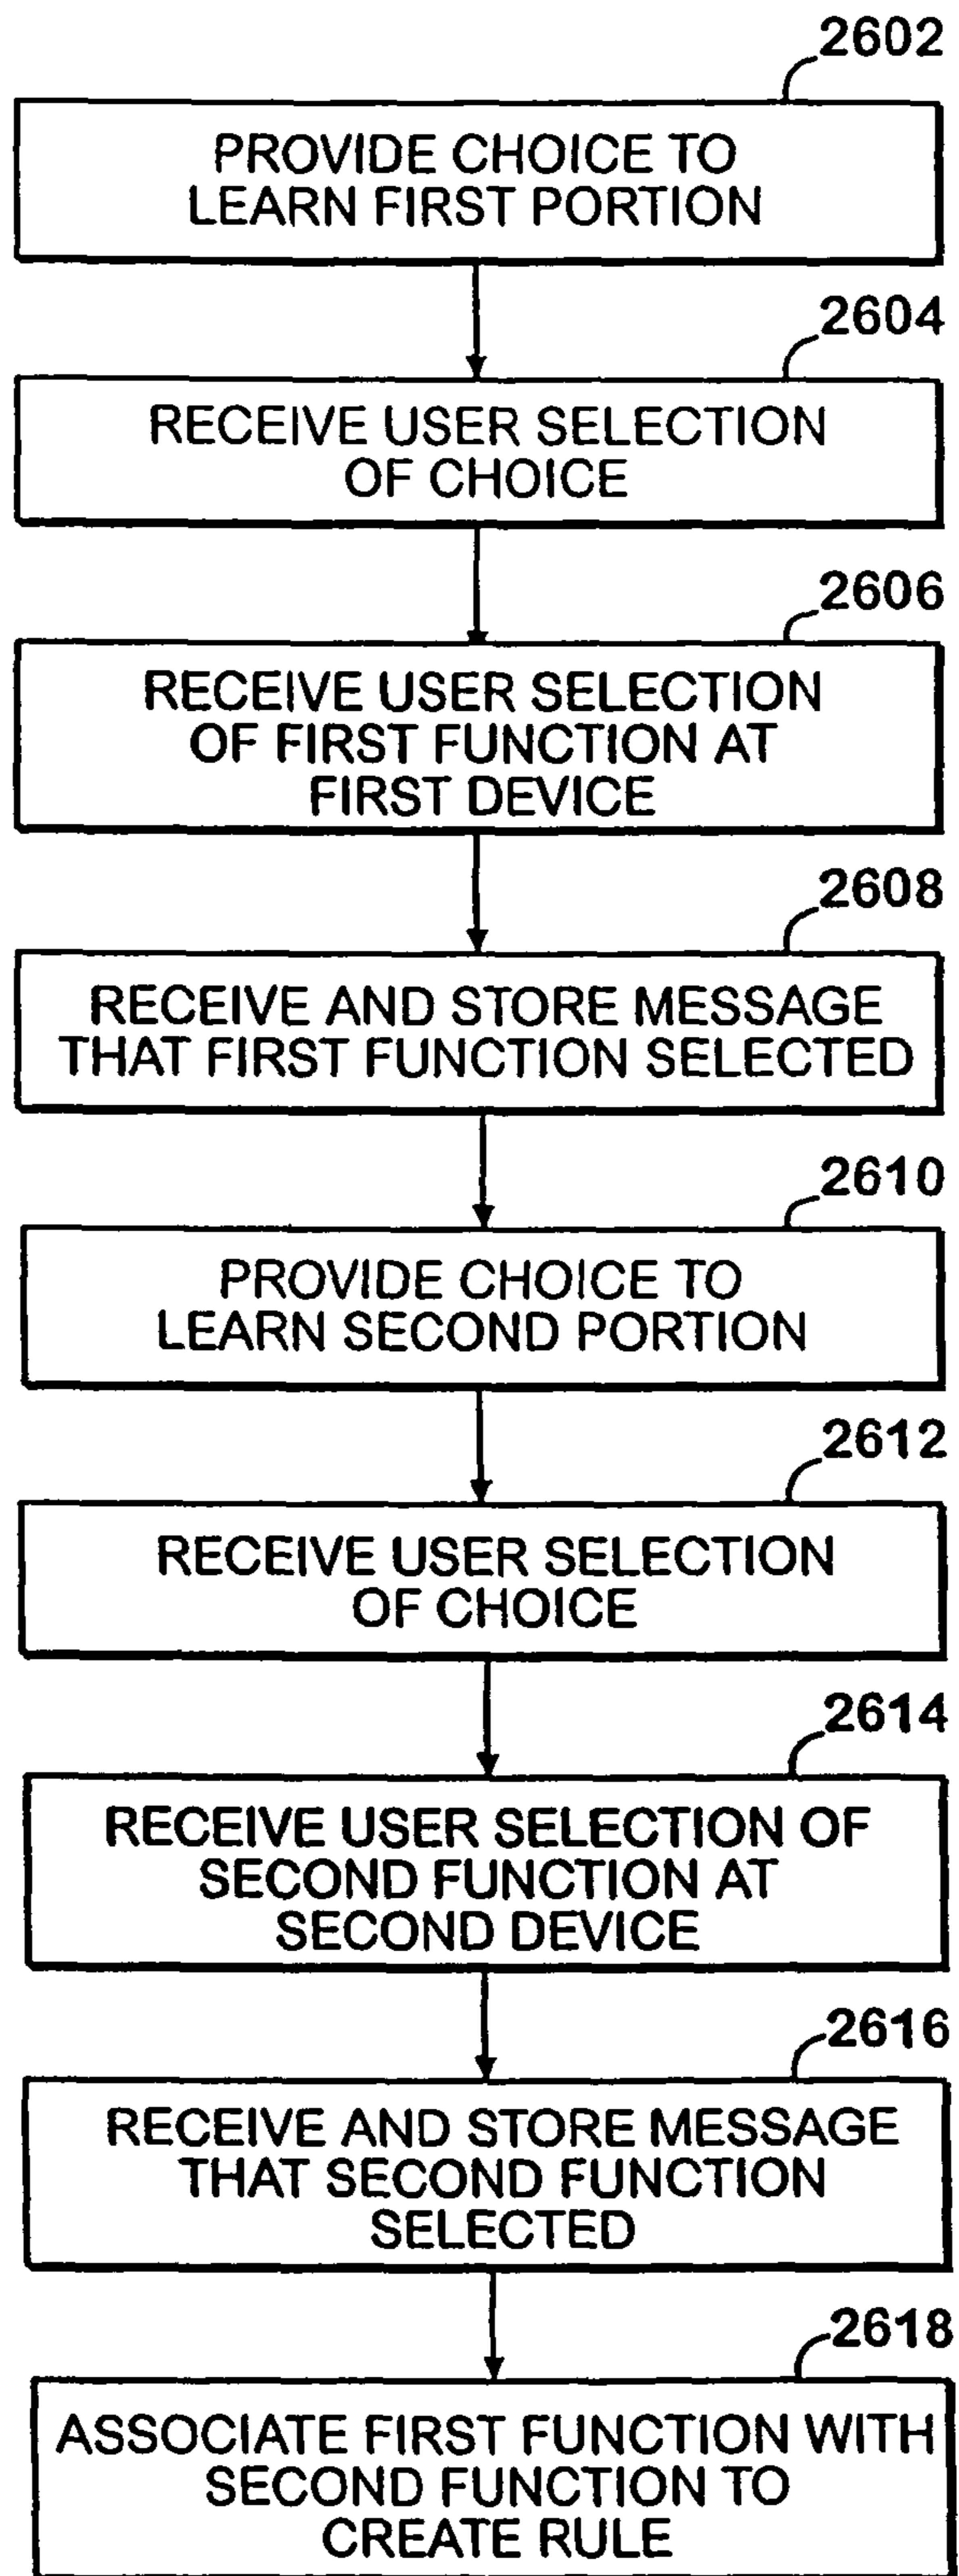 2602
PROVIDE CHOICE TO
LEARN FIRST PORTION
2604
RECEIVE USER SELECTION
OF CHOICE
2606
RECEIVE USER SELECTION
OF FIRST FUNCTION AT
FIRST DEVICE
2608
RECEIVE AND STORE MESSAGE
THAT FIRST FUNCTION SELECTED
2610
PROVIDE CHOICE TO
LEARN SECOND PORTION
2612
RECEIVE USER SELECTION
OF CHOICE
2614
RECEIVE USER SELECTION OF
SECOND FUNCTION AT
SECOND DEVICE
2616
RECEIVE AND STORE MESSAGE
THAT SECOND FUNCTION
SELECTED
2618
ASSOCIATE FIRST FUNCTION WITH
SECOND FUNCTION TO
CREATE RULE